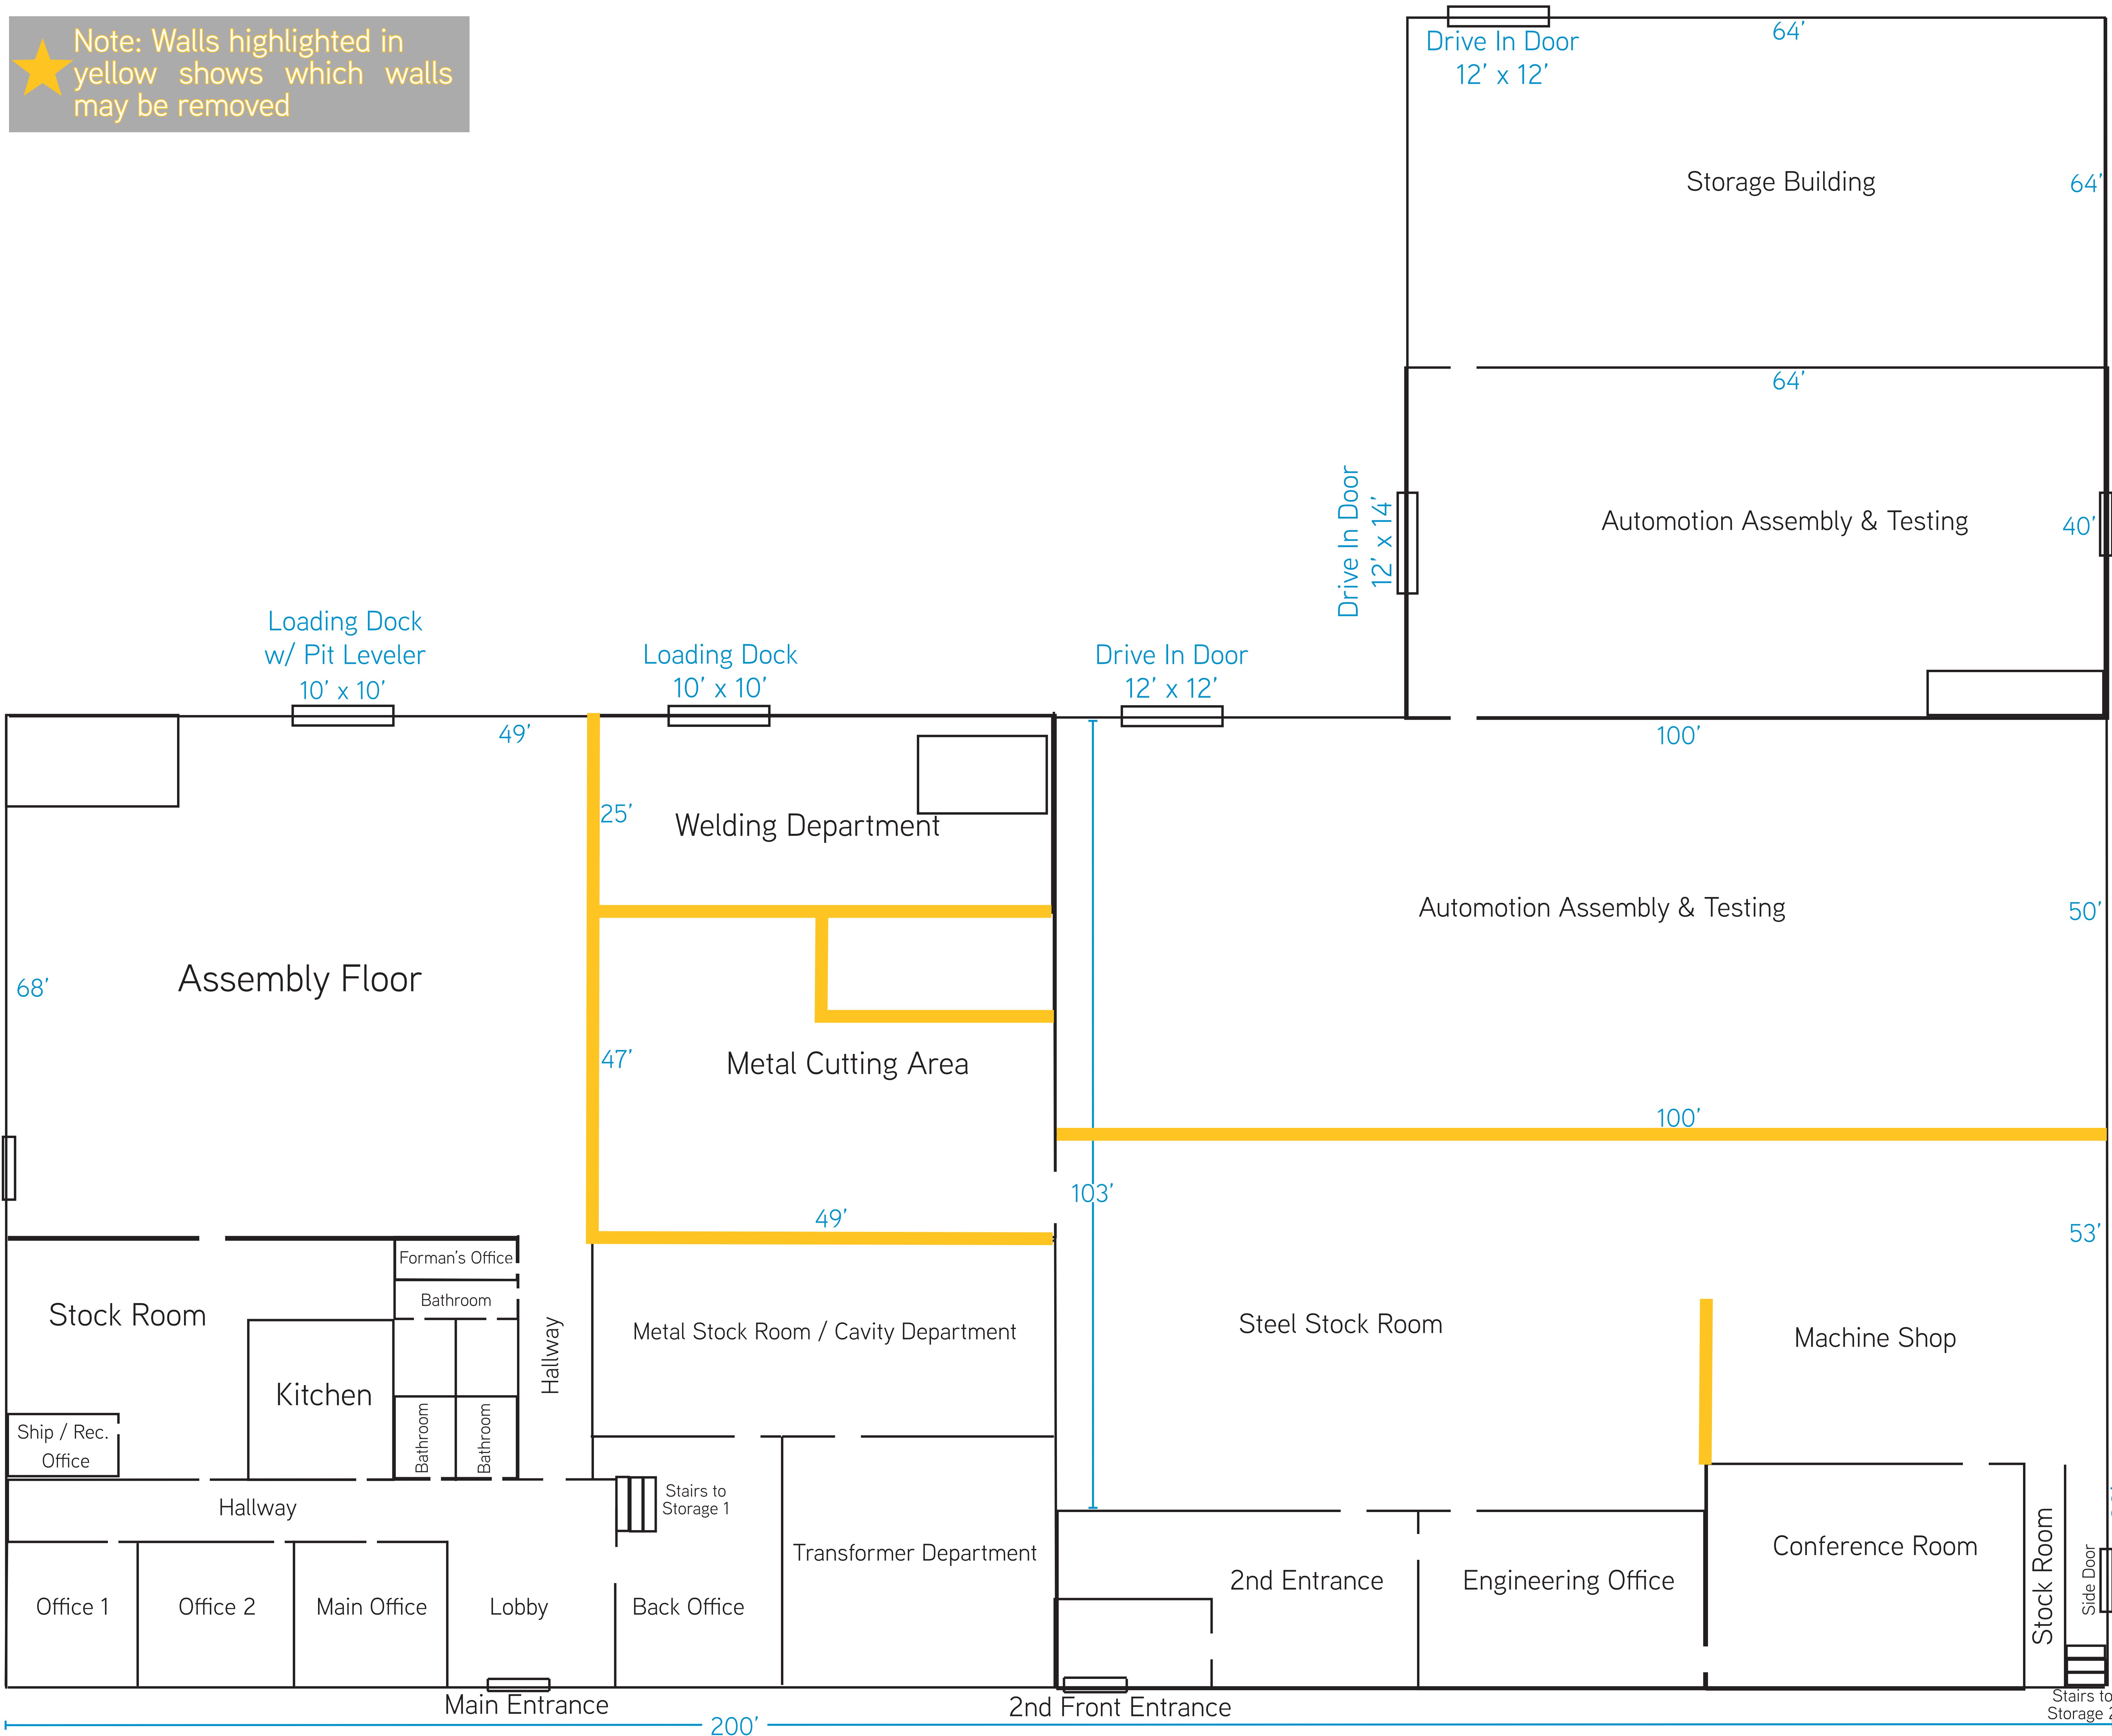 Note: Walls highlighted in
yellow shows which walls
may be removed
Drive In Door
12' x 12'
64'
Storage Building
64'
64'
Drive In Door
12' x 14'
Automotion Assembly & Testing
40'
Loading Dock
w/ Pit Leveler
10' x 10'
Loading Dock
10' x 10'
Drive In Door
12' x 12'
49'
100'
25'
Welding Department
Automotion Assembly & Testing
50'
68'
Assembly Floor
47'
Metal Cutting Area
100'
103'
49'
53'
Forman's Office
Bathroom
Stock Room
Hallway
Metal Stock Room / Cavity Department
Steel Stock Room
Machine Shop
Kitchen
Ship / Rec.
Office
Bathroom
Bathroom
Hallway
Stairs to
Storage 1
Transformer Department
Conference Room
Stock Room
Side Door
2nd Entrance
Engineering Office
Office 1
Office 2
Main Office
Lobby
Back Office
Main Entrance
2nd Front Entrance
Stairs to
Storage 2
200'